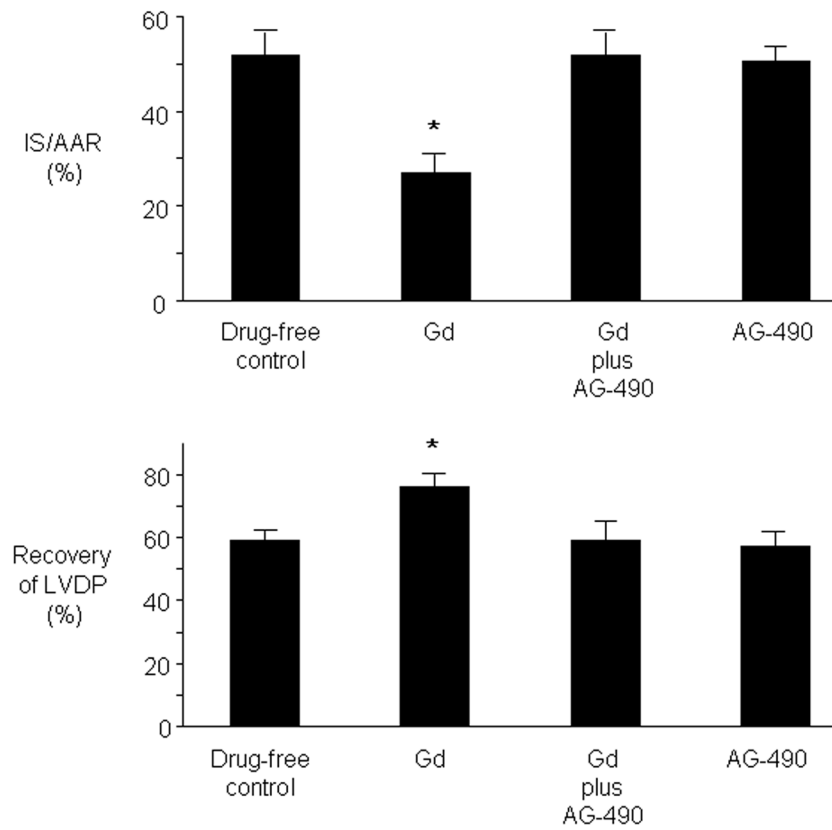 60
40
20
0
IS/AAR
(%)
*
Drug-free
control
Gd
Gd
plus
AG-490
AG-490
80
60
40
20
0
Recovery
of LVDP
(%)
*
Drug-free
control
Gd
Gd
plus
AG-490
AG-490